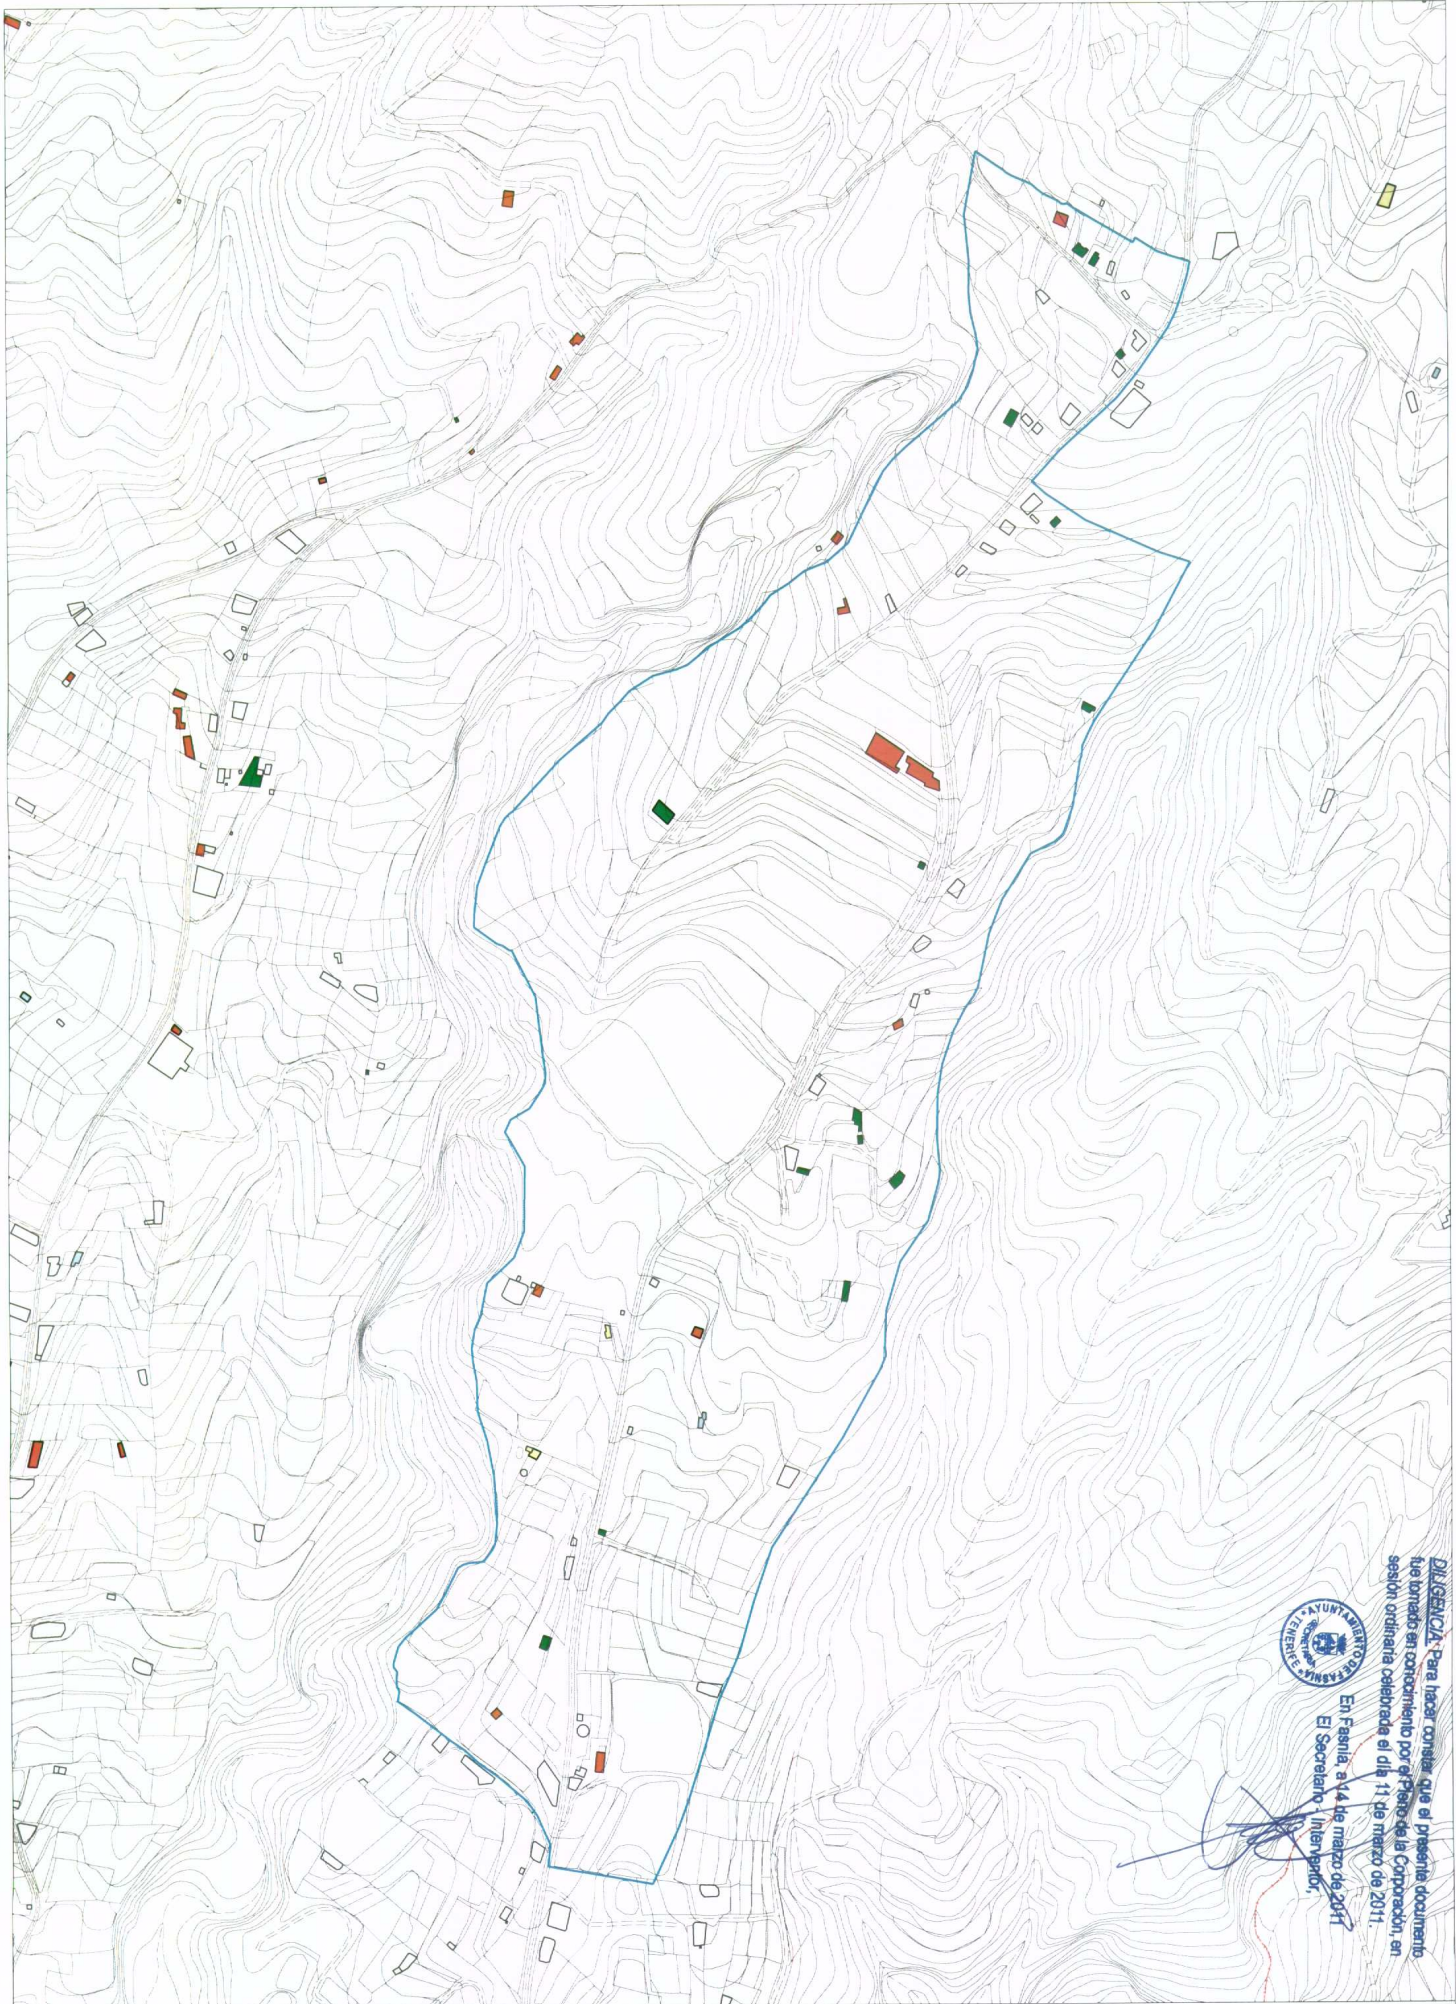 DILIGENCIA: Para hacer constar que el presente documento
fue tomado en conocimiento por el Pleno de la Corporación, en
sesión ordinaria celebrada el día 11 de marzo de 2011.
En Fasnia, a 14 de marzo de 2011
El Secretario - Interventor,
AYUNTAMIENTO DE FASNIA
SECRETARIA
TENERIFE